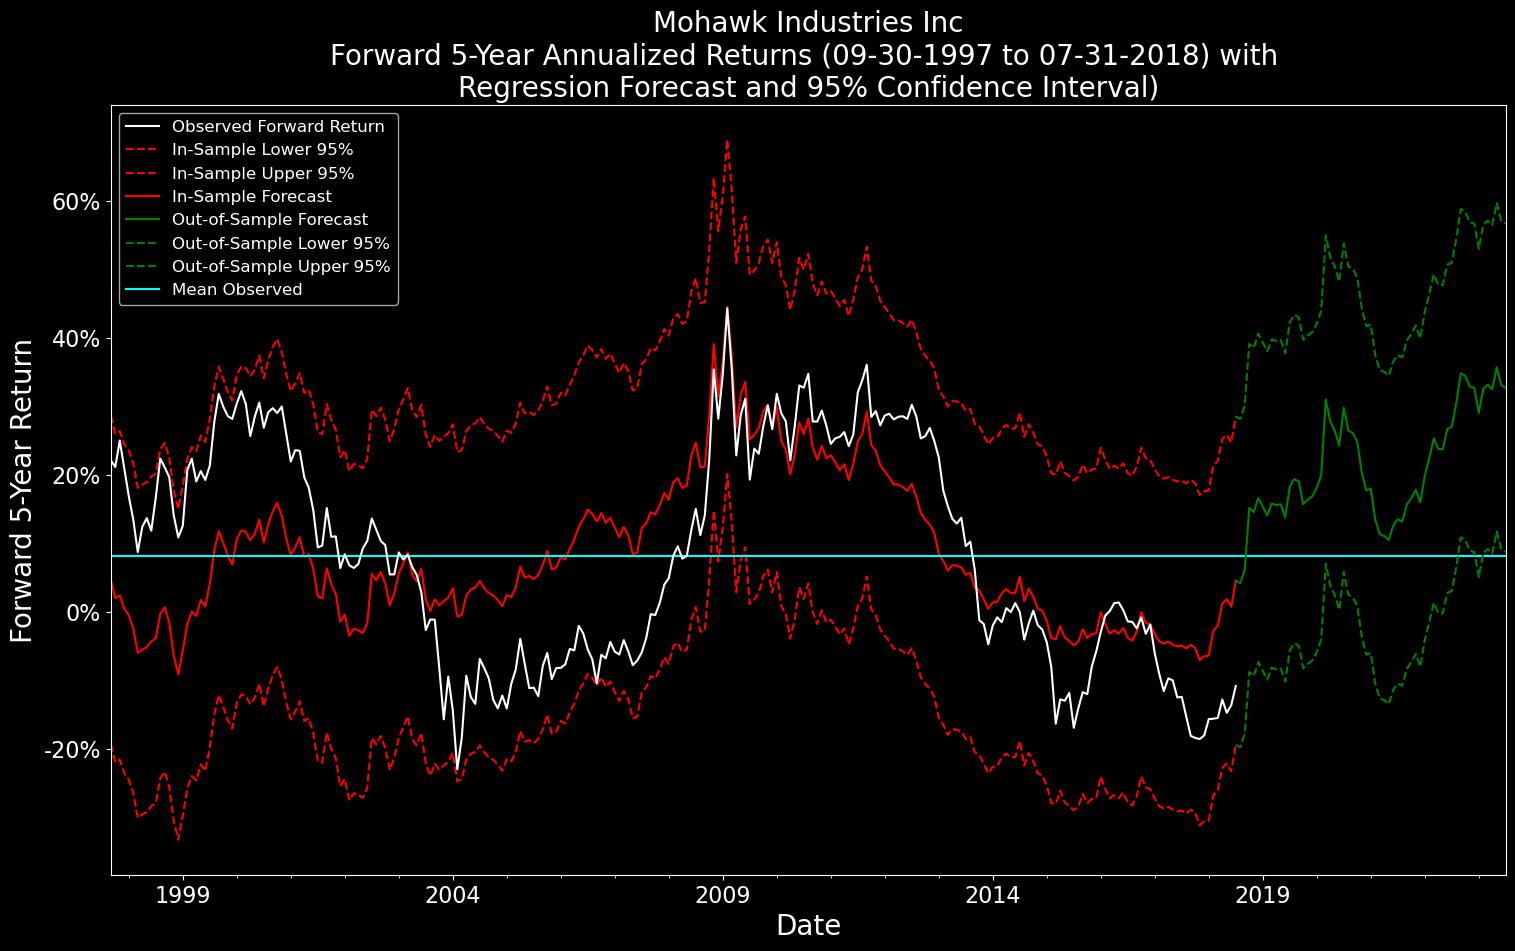 Mohawk Industries Inc
Forward 5-Year Annualized Returns (09-30-1997 to 07-31-2018) with
Regression Forecast and 95% Confidence Interval)
Observed Forward Return
In-Sample Lower 95%
In-Sample Upper 95%
In-Sample Forecast
Out-of-Sample Forecast
Out-of-Sample Lower 95%
Out-of-Sample Upper 95%
Mean Observed
Forward 5-Year Return
60%
40%
20%
0%
-20%
1999
2004
2009
2014
2019
Date